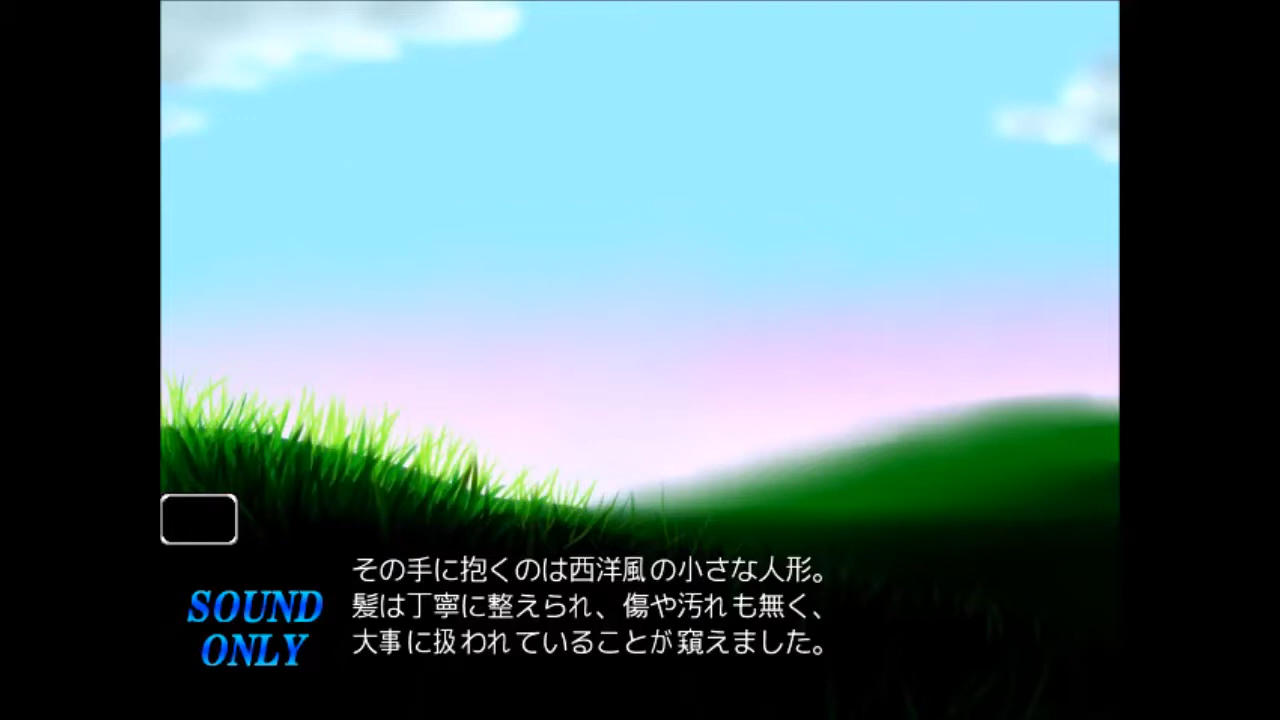 その手に抱くのは西洋風の小さな人形。
髪は丁寧に整えられ、傷や汚れも無く、
大事に扱われていることが窺えました。
SOUND
ONLY